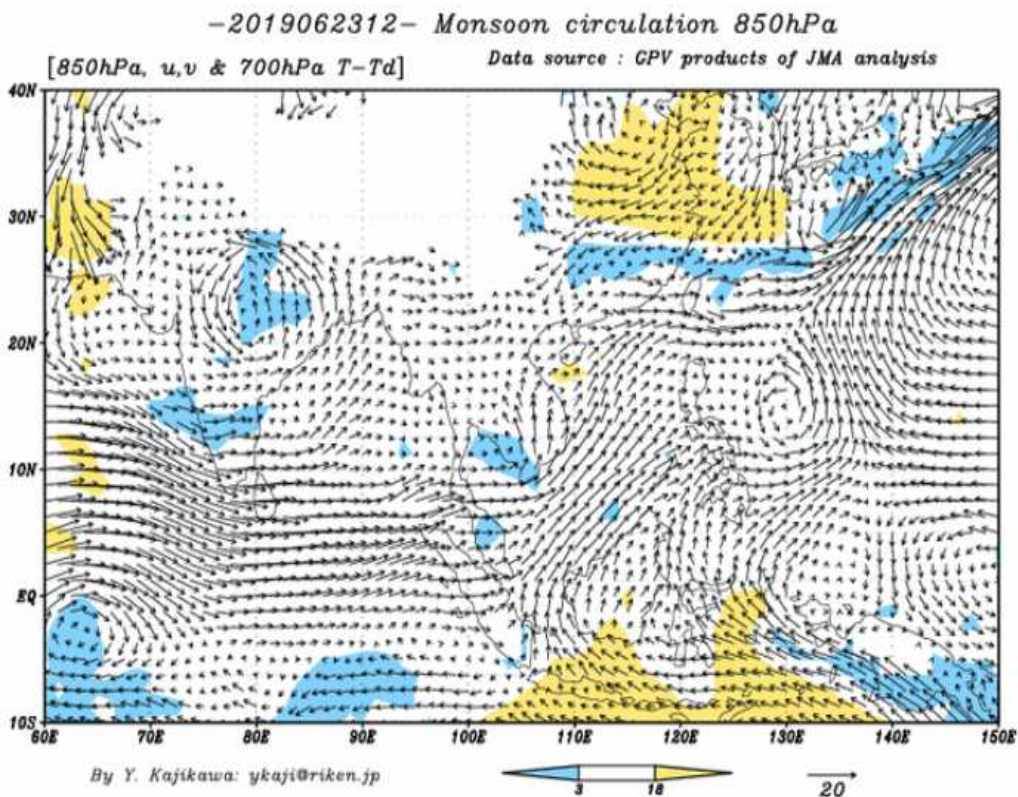 -2019062312- Monsoon circulation 850hPa
[850hPa, u,v & 700hPa T-Td]
Data source : GPV products of JMA analysis
40N
30N
20N
10N
EQ
10S
60E 70E 80E 90E 100E 110E 120E 130E 140E 150E
By Y. Kajikawa: ykaji@riken.jp
3 18
20